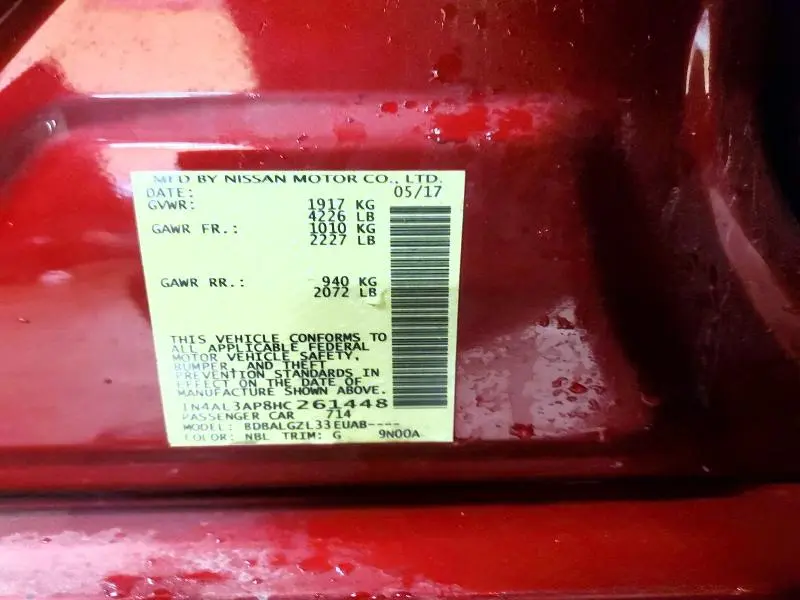 MFD BY NISSAN MOTOR CO., LTD.
DATE: 05/17
GVWR: 1917 KG
4226 LB
GAWR FR.: 1010 KG
2227 LB
GAWR RR.: 940 KG
2072 LB
THIS VEHICLE CONFORMS TO
ALL APPLICABLE FEDERAL
MOTOR VEHICLE SAFETY,
BUMPER, AND THEFT
PREVENTION STANDARDS IN
EFFECT ON THE DATE OF
MANUFACTURE SHOWN ABOVE.
1N4AL3AP8HC261448
PASSENGER CAR 714
MODEL: BDBALGZL33EUAB----
COLOR: NBL TRIM: G 9N00A